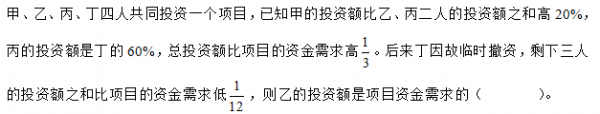 甲、乙、丙、丁四人共同投资一个项目，已知甲的投资额比乙、丙二人的投资额之和高 20%，
丙的投资额是丁的 60%，总投资额比项目的资金需求高1/3。后来丁因故临时撤资，剩下三人
的投资额之和比项目的资金需求低1/12，则乙的投资额是项目资金需求的（ ）。